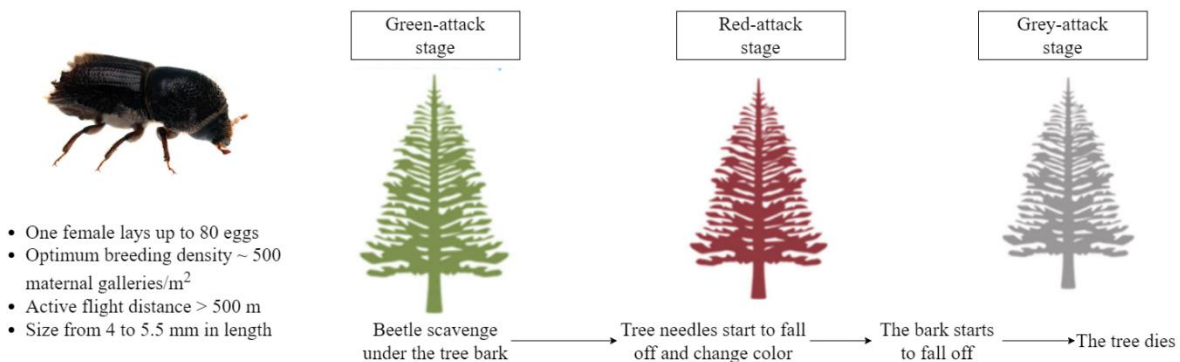 Green-attack
stage
Red-attack
stage
Grey-attack
stage
• One female lays up to 80 eggs
• Optimum breeding density ~ 500
maternal galleries/m²
• Active flight distance > 500 m
• Size from 4 to 5.5 mm in length
Beetle scavenge
under the tree bark
Tree needles start to fall
off and change color
The bark starts
to fall off
The tree dies